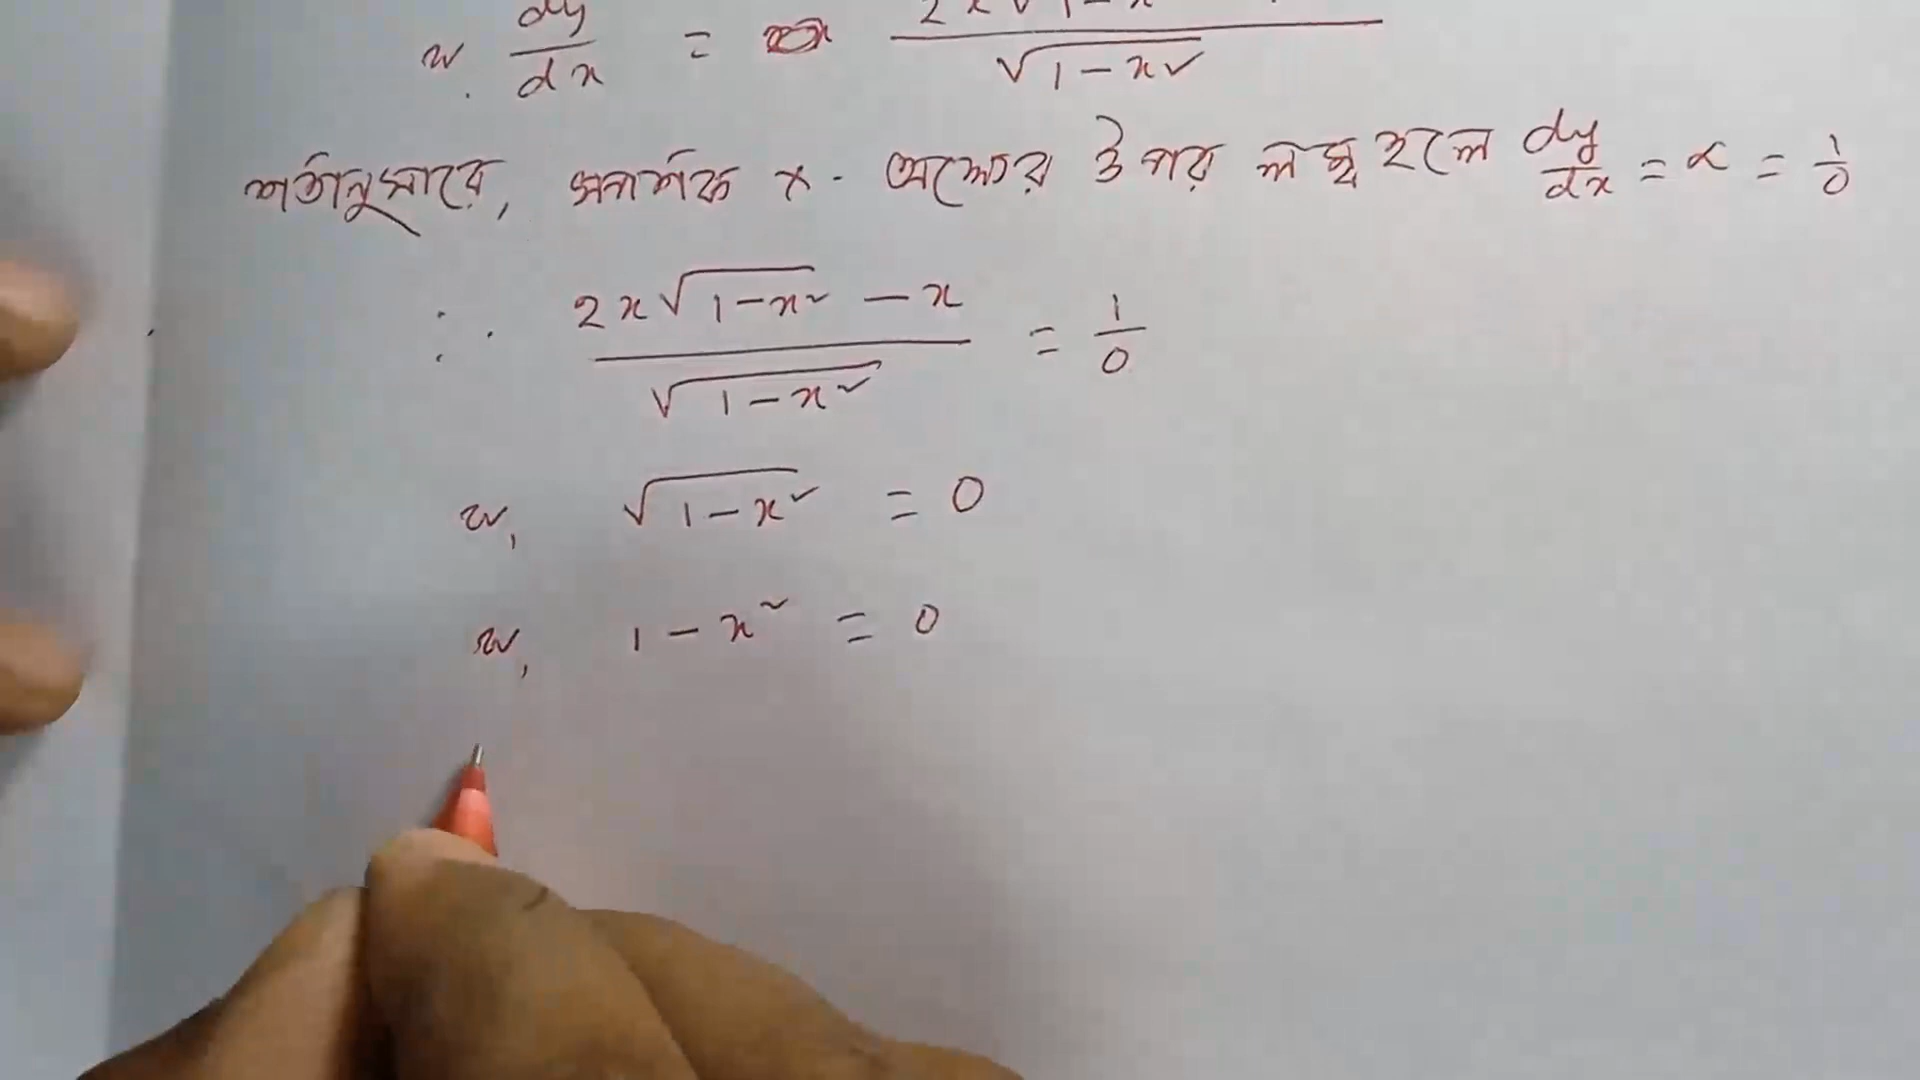 বা, dy/dx = 2x√1-x / √1-x²
শর্তানুসারে, স্পর্শক x-অক্ষের উপর লম্ব হলে dy/dx = α = 1/0
∴ 2x√1-x² - x / √1-x² = 1/0
বা, √1-x² = 0
বা, 1-x² = 0